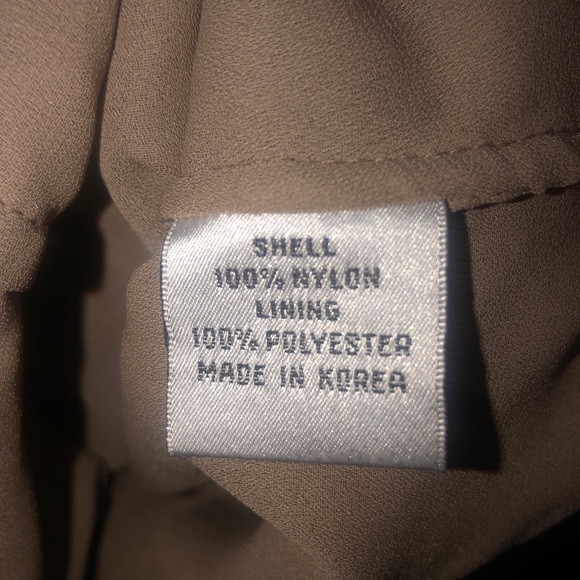 SHELL
100% NYLON
LINING
100% POLYESTER
MADE IN KOREA